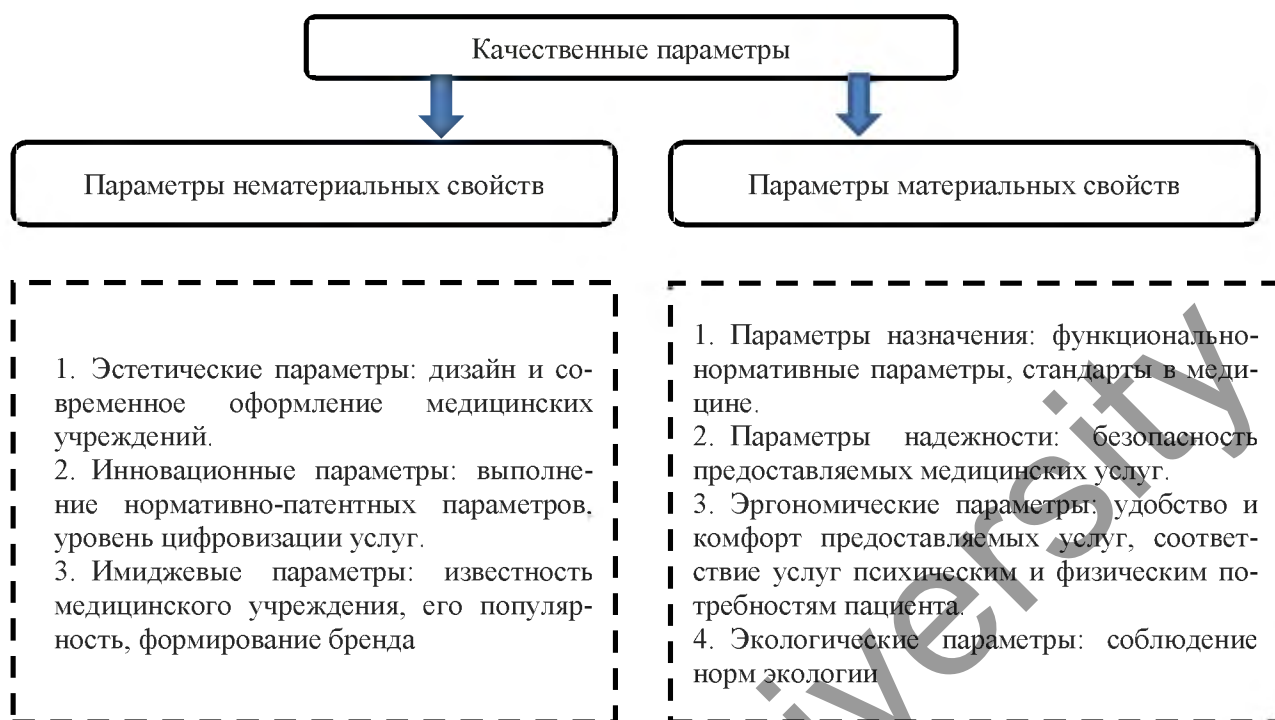 Качественные параметры
Параметры нематериальных свойств
Параметры материальных свойств
1. Эстетические параметры: дизайн и со-
временное оформление медицинских
учреждений.
2. Инновационные параметры: выполне-
ние нормативно-патентных параметров,
уровень цифровизации услуг.
3. Имиджевые параметры: известность
медицинского учреждения, его популяр-
ность, формирование бренда
1. Параметры назначения: функционально-
нормативные параметры, стандарты в меди-
цине.
2. Параметры надежности: безопасность
предоставляемых медицинских услуг.
3. Эргономические параметры: удобство и
комфорт предоставляемых услуг, соответ-
ствие услуг психическим и физическим по-
требностям пациента.
4. Экологические параметры: соблюдение
норм экологии